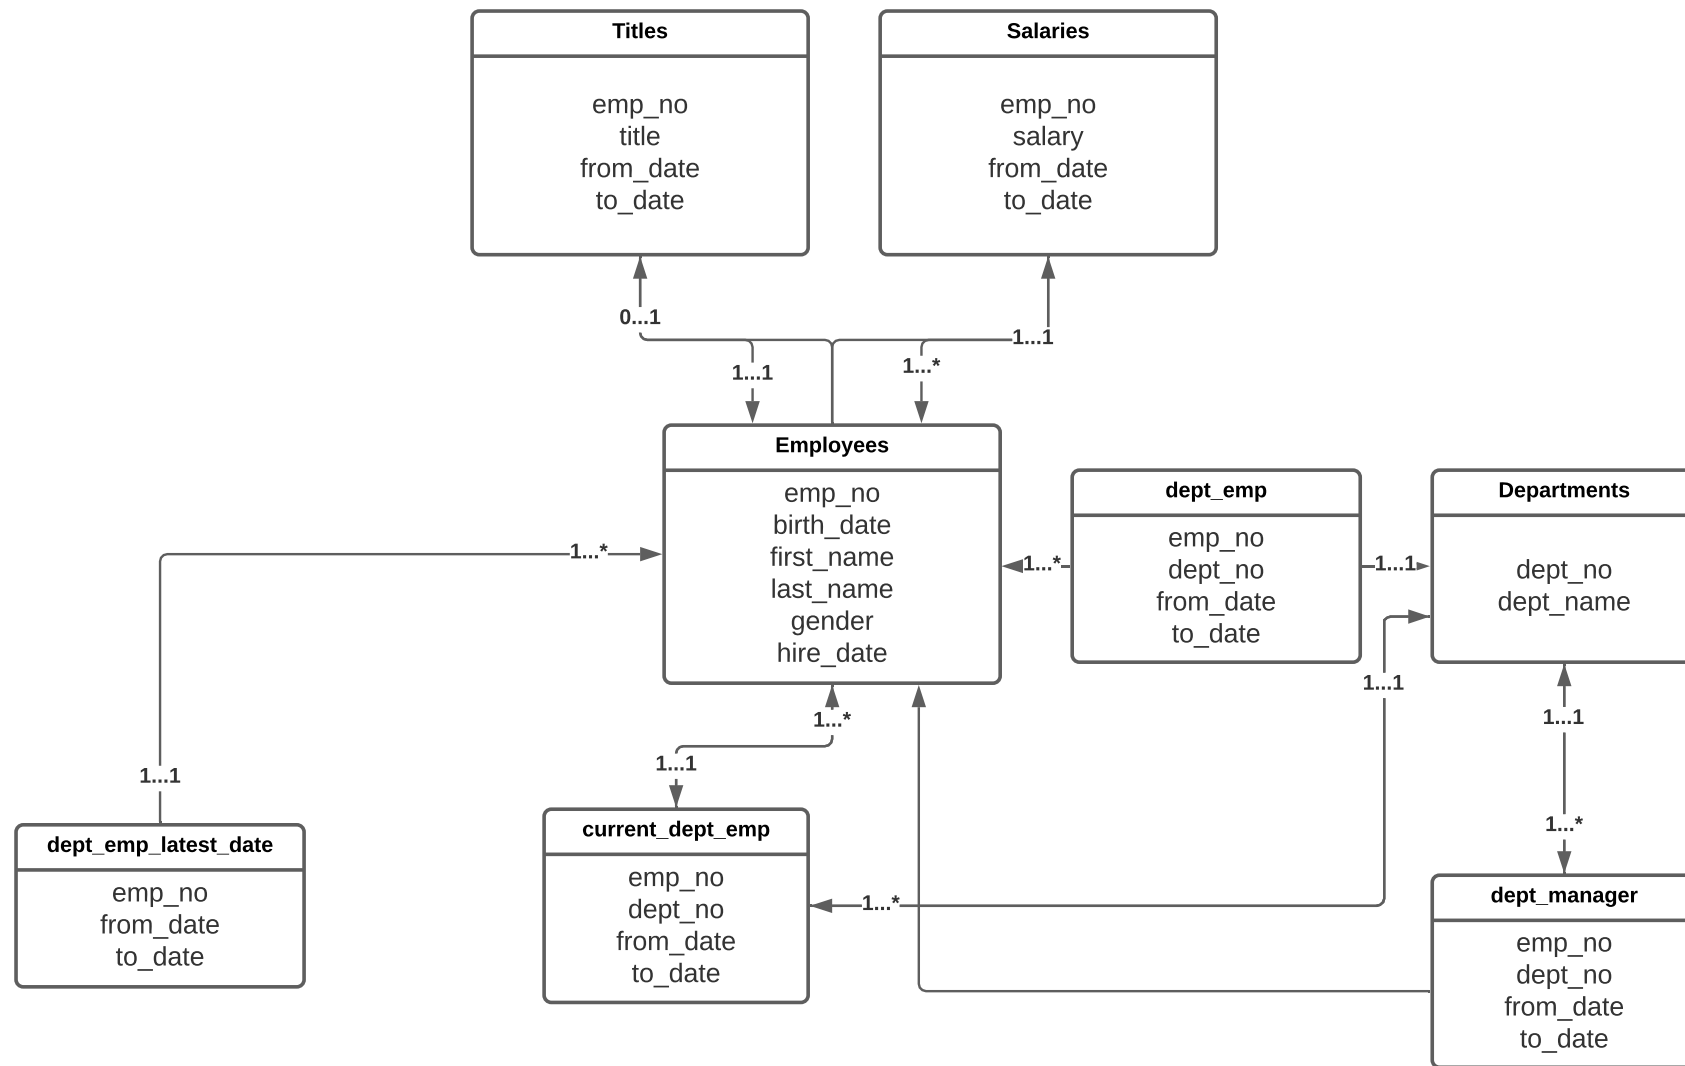 Titles
emp_no
title
from_date
to_date
Salaries
emp_no
salary
from_date
to_date
0...1
1...1
1...1
1...*
Employees
emp_no
birth_date
first_name
last_name
gender
hire_date
dept_emp
emp_no
dept_no
from_date
to_date
Departments
dept_no
dept_name
1...*
1...*
1...1
1...1
1...1
1...*
1...1
1...1
1...*
1...*
dept_emp_latest_date
emp_no
from_date
to_date
current_dept_emp
emp_no
dept_no
from_date
to_date
dept_manager
emp_no
dept_no
from_date
to_date